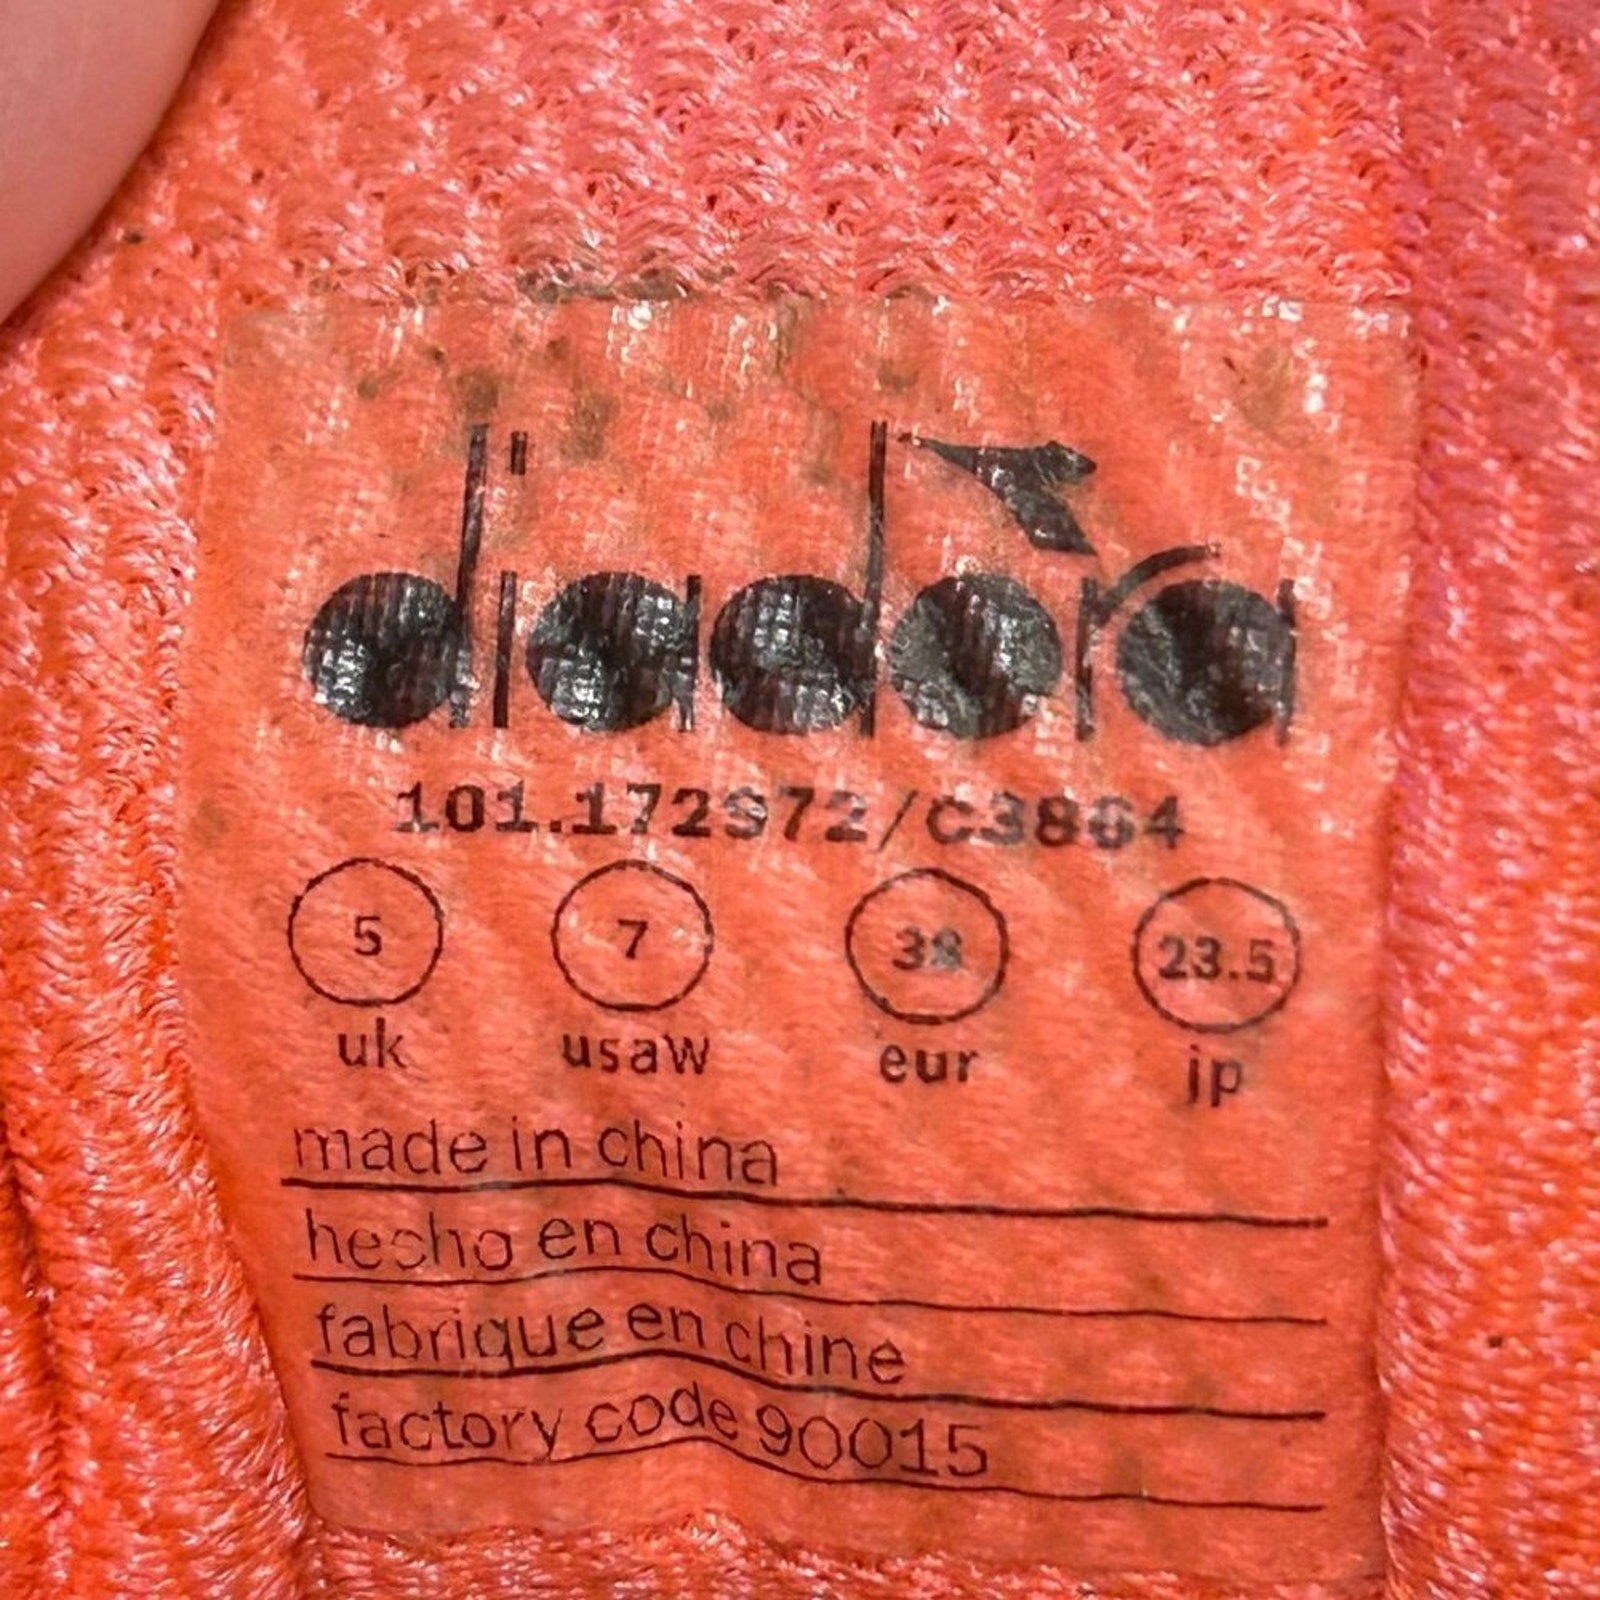 diadora
101.172972/C3864
5 7 38 23.5
uk usaw eur jp
made in china
hecho en china
fabrique en chine
factory code 90015